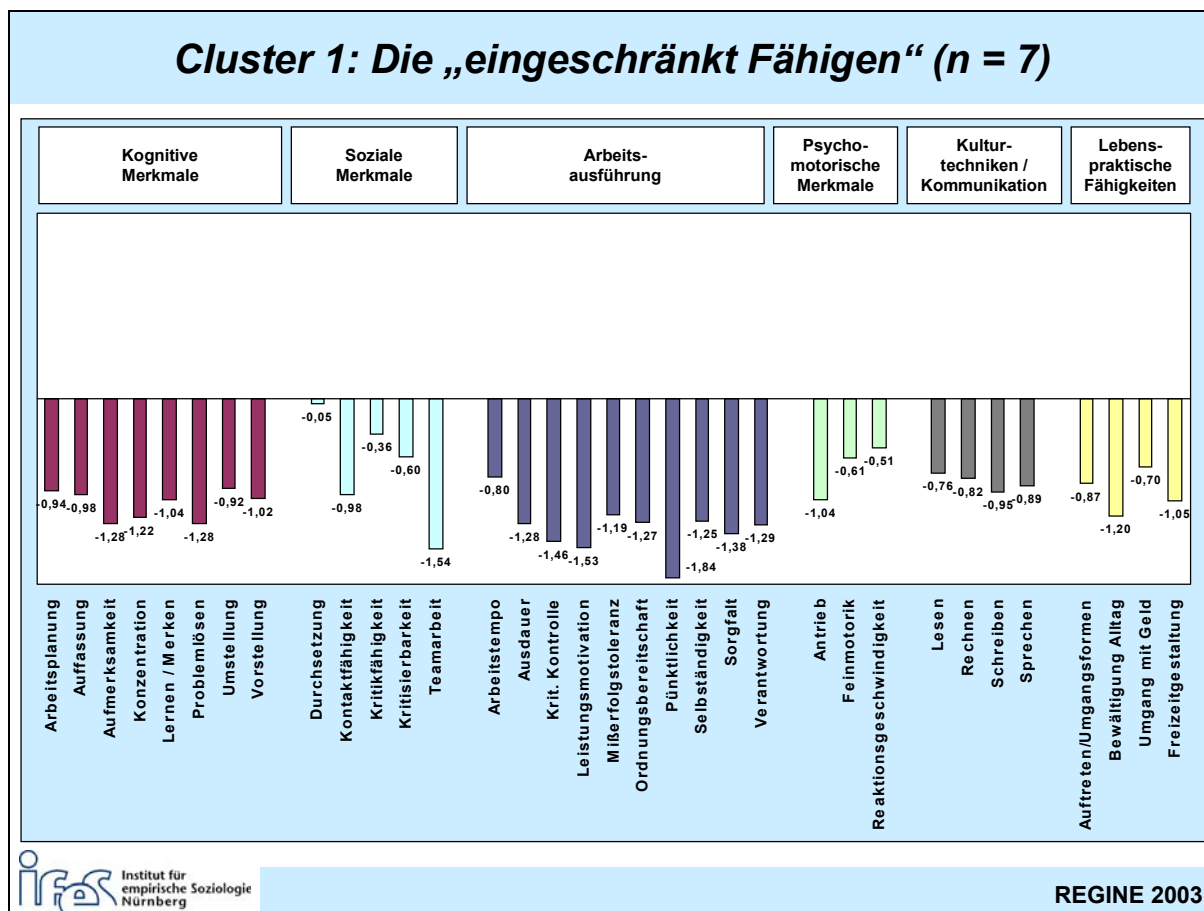 Cluster 1: Die „eingeschränkt Fähigen“ (n = 7)
Kognitive
Merkmale
Soziale
Merkmale
Arbeits-
ausführung
Psycho-
motorische
Merkmale
Kultur-
techniken /
Kommunikation
Lebens-
praktische
Fähigkeiten
-0,94
-0,98
-1,28
-1,22
-1,04
-1,28
-0,92
-1,02
-0,05
-0,98
-0,36
-0,60
-1,54
-0,80
-1,28
-1,46
-1,53
-1,19
-1,27
-1,84
-1,25
-1,38
-1,29
-1,04
-0,61
-0,51
-0,76
-0,82
-0,95
-0,89
-0,87
-1,20
-0,70
-1,05
Arbeitsplanung
Auffassung
Aufmerksamkeit
Konzentration
Lernen / Merken
Problemlösen
Umstellung
Vorstellung
Durchsetzung
Kontaktfähigkeit
Kritikfähigkeit
Kritisierbarkeit
Teamarbeit
Arbeitstempo
Ausdauer
Krit. Kontrolle
Leistungsmotivation
Mißerfolgstoleranz
Ordnungsbereitschaft
Pünktlichkeit
Selbständigkeit
Sorgfalt
Verantwortung
Antrieb
Feinmotorik
Reaktionsgeschwindigkeit
Lesen
Rechnen
Schreiben
Sprechen
Auftreten/Umgangsformen
Bewältigung Alltag
Umgang mit Geld
Freizeitgestaltung
ifes
Institut für
empirische Soziologie
Nürnberg
REGINE 2003